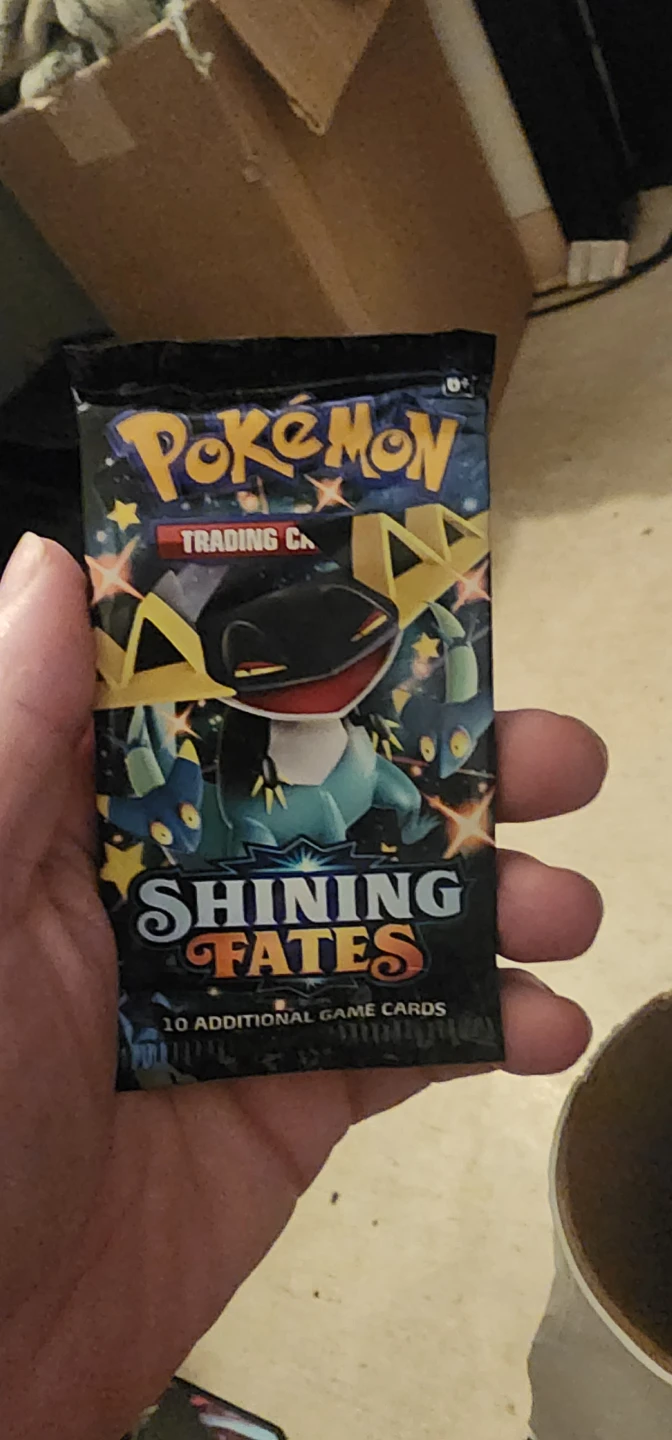 6+
POKéMON
TRADING CA
SHINING
FATES
10 ADDITIONAL GAME CARDS